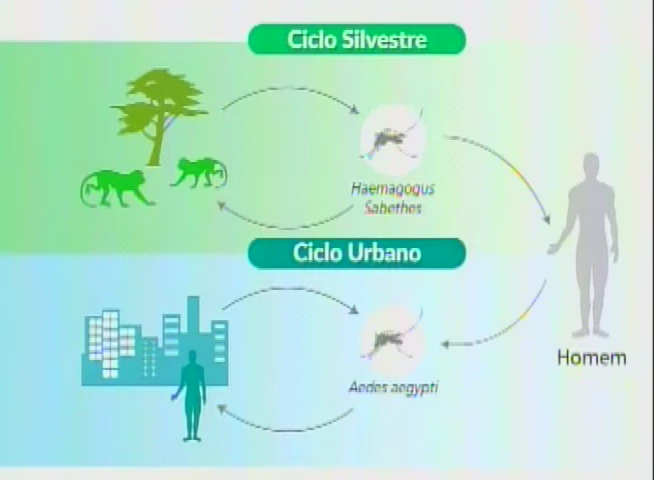 Ciclo Silvestre
Haemagogus
Sabethes
Ciclo Urbano
Homem
Aedes aegypti